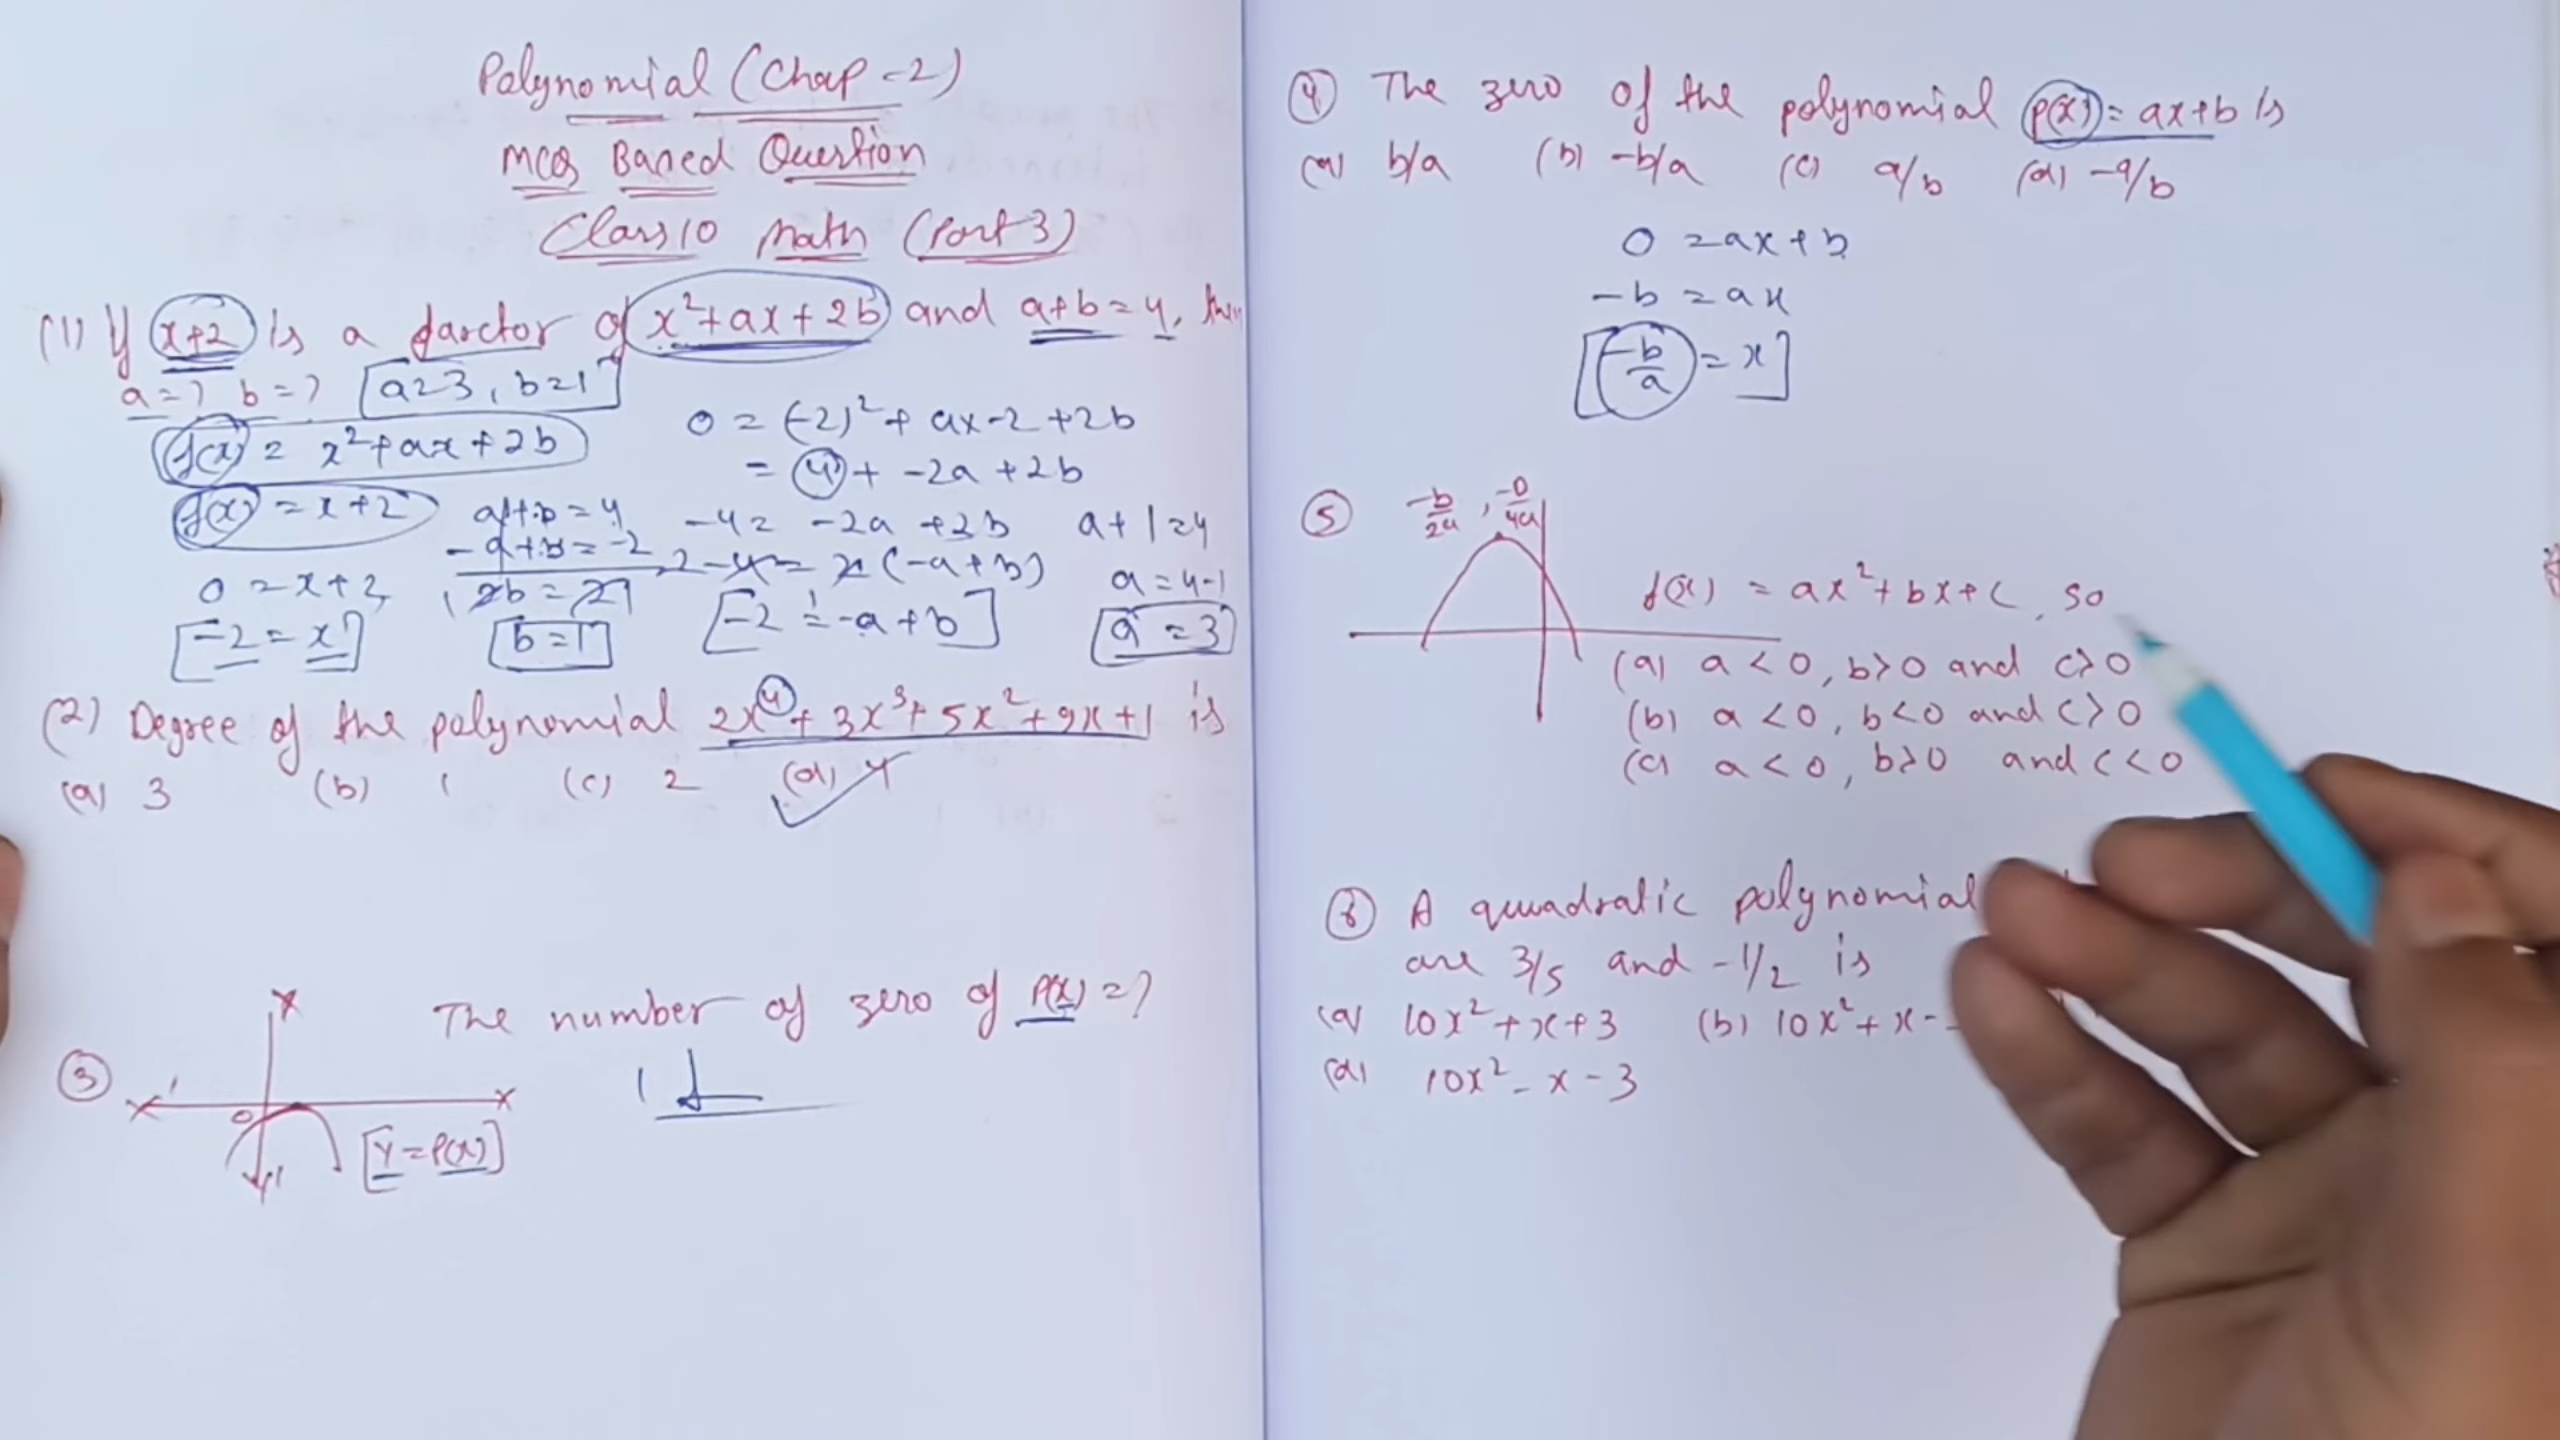 Polynomial (Chap-2)
MCQ Baned Question
Class 10 Math (Part 3)
(1) If x+2 is a farctor of x²+ax+2b and a+b=4, then
a=? b=? a=3, b=1
f(x) = x²+ax+2b
f(x) = x+2
0 = x+2
-2 = x
a+b=4
-a+b=-2
2b=2
b=1
0 = (-2)²+ ax-2+2b
= 4+ -2a+2b
-4= -2a+2b
-2 -4= 2(-a+b)
-2 = -a+b
a+1=4
a=4-1
a=3
(2) Degree of the polynomial 2x⁴+3x³+5x²+9x+1 is
(a) 3 (b) 1 (c) 2 (d) 4
(3) The number of zero of P(x)=?
X' X
O
Y'
[Y=P(x)]
1
(4) The zero of the polynomial P(x)=ax+b is
(a) b/a (b) -b/a (c) a/b (d) -a/b
0 = ax+b
-b = ax
[-b/a = x]
(5) -b/2a, -D/4a
f(x) = ax²+bx+c, so
(a) a<0, b>0 and c>0
(b) a<0, b<0 and c>0
(c) a<0, b>0 and c<0
(6) A quadratic polynomial
are 3/5 and -1/2 is
(a) 10x²+x+3 (b) 10x²+x-
(d) 10x²-x-3